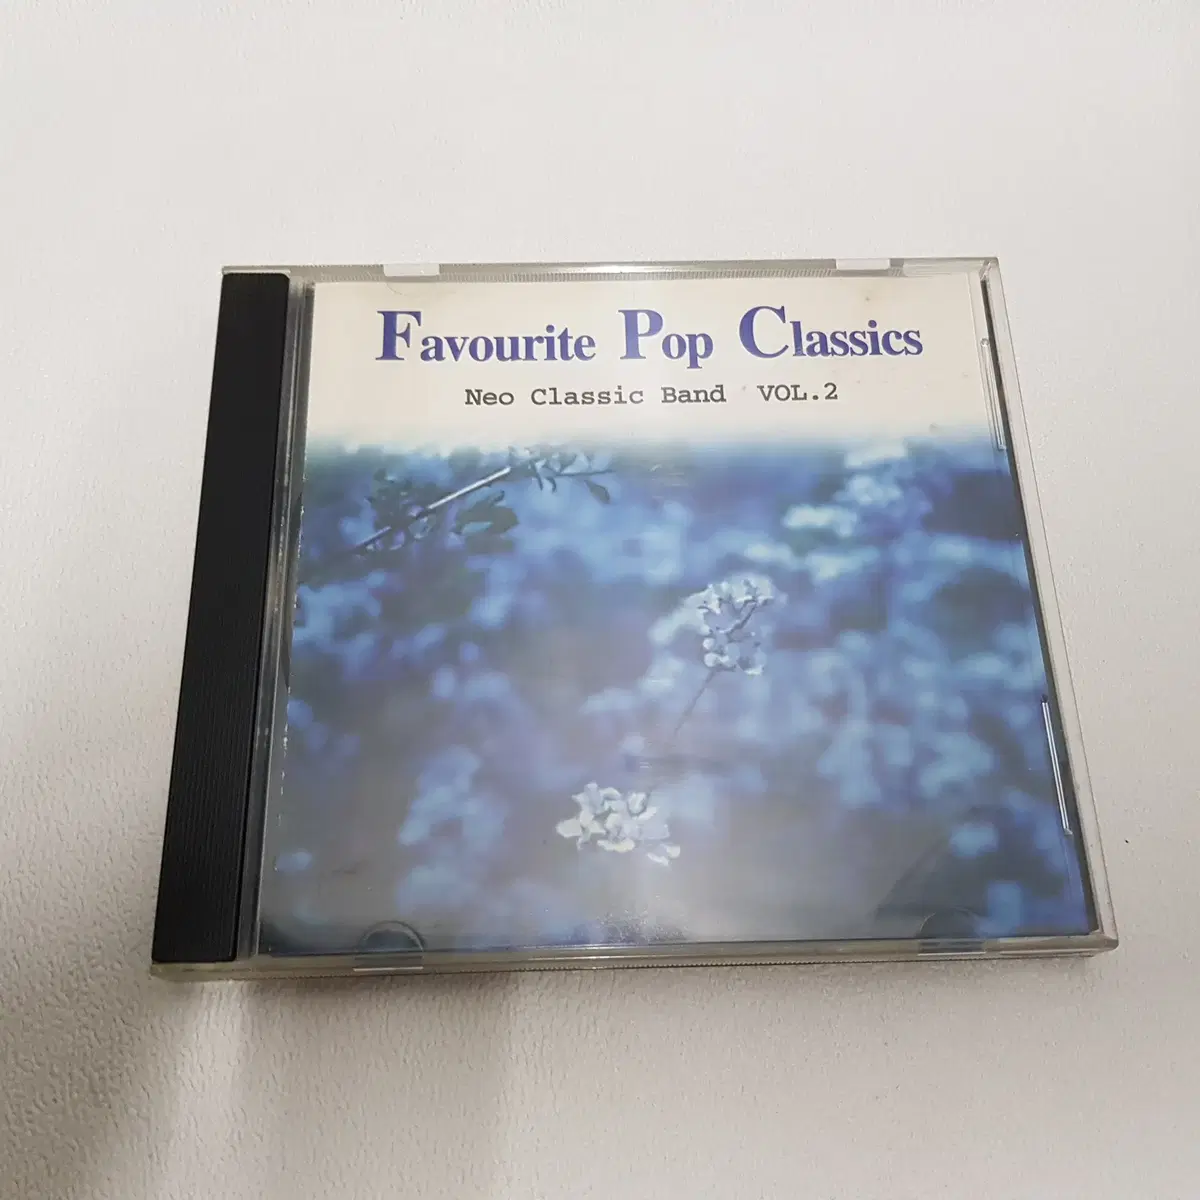 Favourite Pop Classics
Neo Classic Band VOL.2